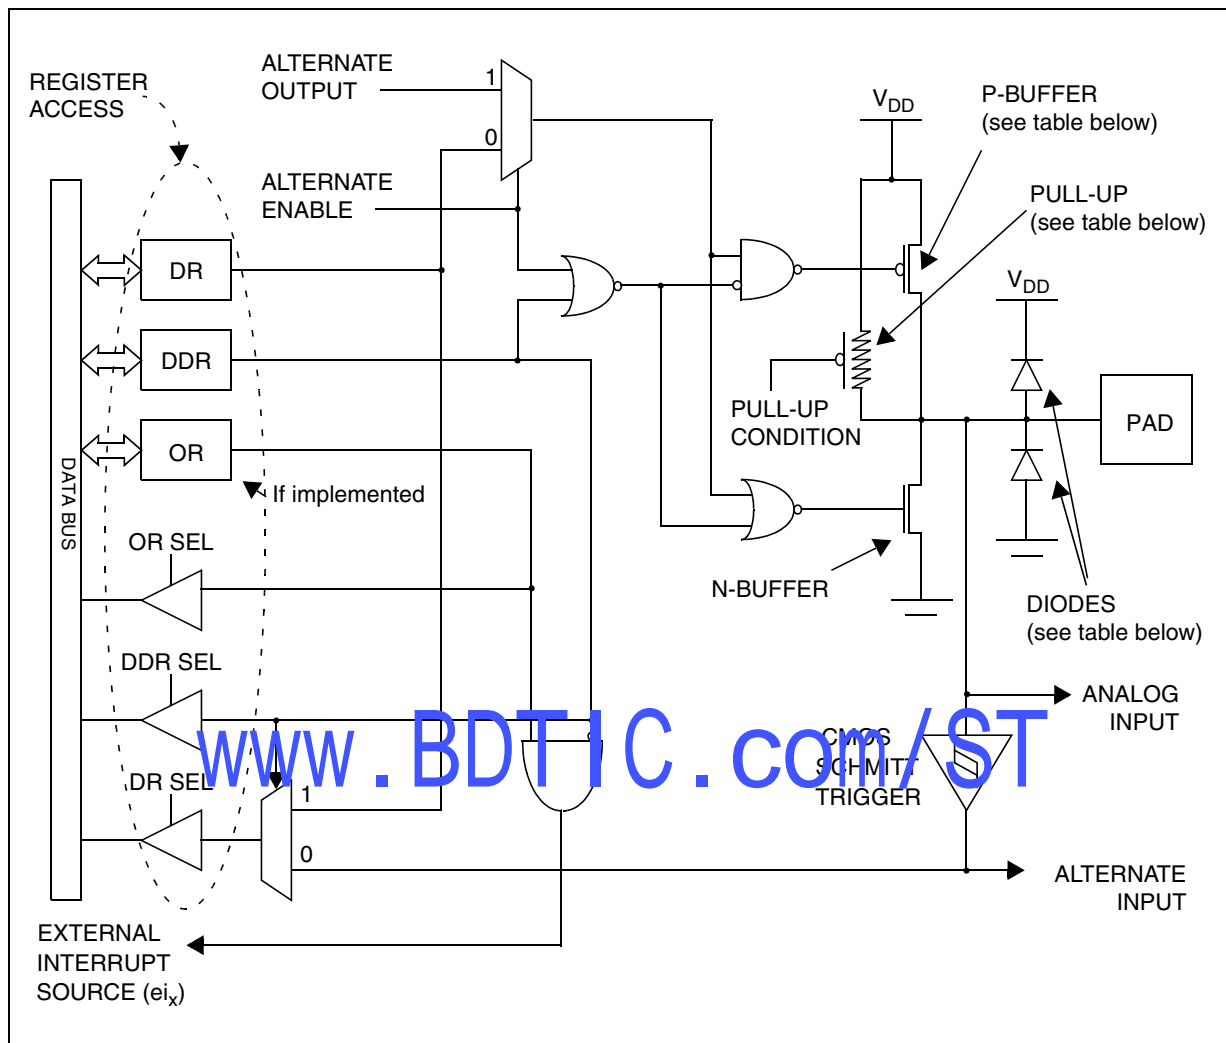 REGISTER
ACCESS
ALTERNATE
OUTPUT
1
0
VDD
P-BUFFER
(see table below)
ALTERNATE
ENABLE
PULL-UP
(see table below)
DR
VDD
DDR
PULL-UP
CONDITION
PAD
OR
If implemented
DATA BUS
OR SEL
N-BUFFER
DIODES
(see table below)
DDR SEL
ANALOG
INPUT
www.BDTIC.com/ST
CMOS
SCHMITT
TRIGGER
DR SEL
1
0
ALTERNATE
INPUT
EXTERNAL
INTERRUPT
SOURCE (eix)